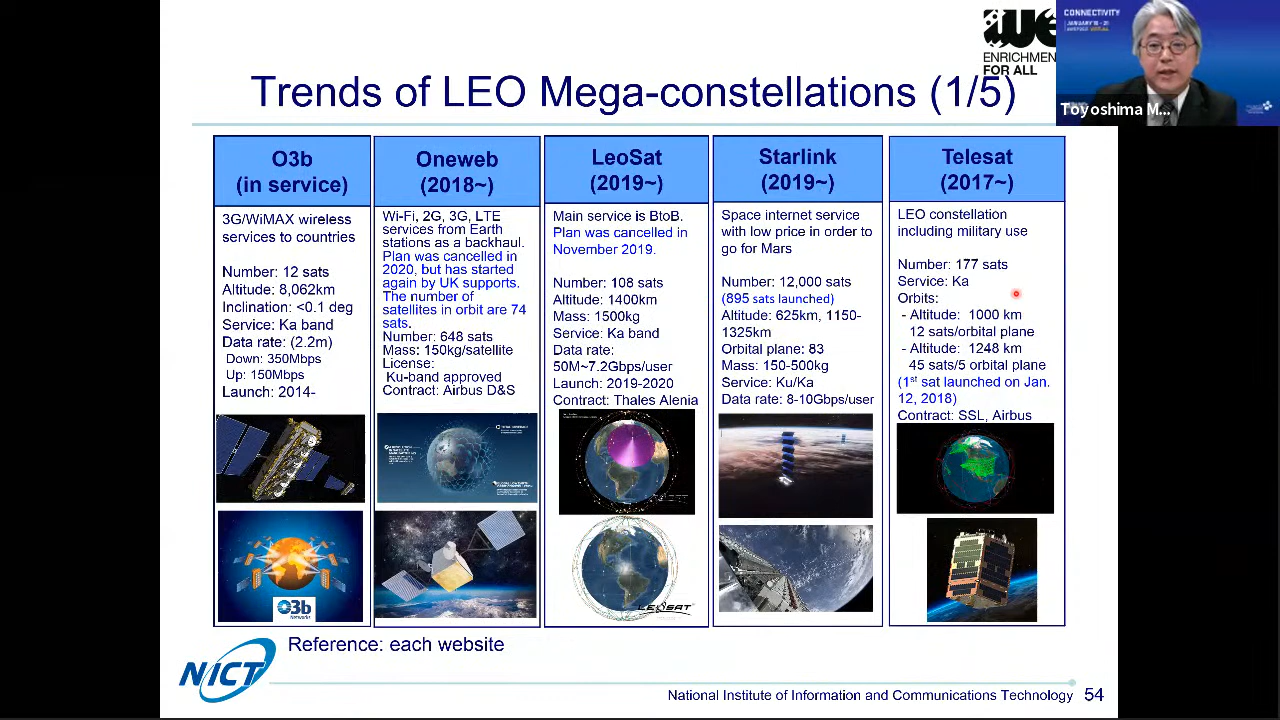 CONNECTIVITY
JANUARY 18 - 21
ENRICHMEN
FOR ALL
Toyoshima M...
Trends of LEO Mega-constellations (1/5)
O3b
(in service)
3G/WiMAX wireless
services to countries
Number: 12 sats
Altitude: 8,062km
Inclination: <0.1 deg
Service: Ka band
Data rate: (2.2m)
Down: 350Mbps
Up: 150Mbps
Launch: 2014-
O3b
Networks
Oneweb
(2018~)
Wi-Fi, 2G, 3G, LTE
services from Earth
stations as a backhaul.
Plan was cancelled in
2020, but has started
again by UK supports.
The number of
satellites in orbit are 74
sats.
Number: 648 sats
Mass: 150kg/satellite
License:
Ku-band approved
Contract: Airbus D&S
LeoSat
(2019~)
Main service is BtoB.
Plan was cancelled in
November 2019.
Number: 108 sats
Altitude: 1400km
Mass: 1500kg
Service: Ka band
Data rate:
50M~7.2Gbps/user
Launch: 2019-2020
Contract: Thales Alenia
LEOSAT
Starlink
(2019~)
Space internet service
with low price in order to
go for Mars
Number: 12,000 sats
(895 sats launched)
Altitude: 625km, 1150-
1325km
Orbital plane: 83
Mass: 150-500kg
Service: Ku/Ka
Data rate: 8-10Gbps/user
Telesat
(2017~)
LEO constellation
including military use
Number: 177 sats
Service: Ka
Orbits:
- Altitude: 1000 km
12 sats/orbital plane
- Altitude: 1248 km
45 sats/5 orbital plane
(1st sat launched on Jan.
12, 2018)
Contract: SSL, Airbus
Reference: each website
NICT
National Institute of Information and Communications Technology 54